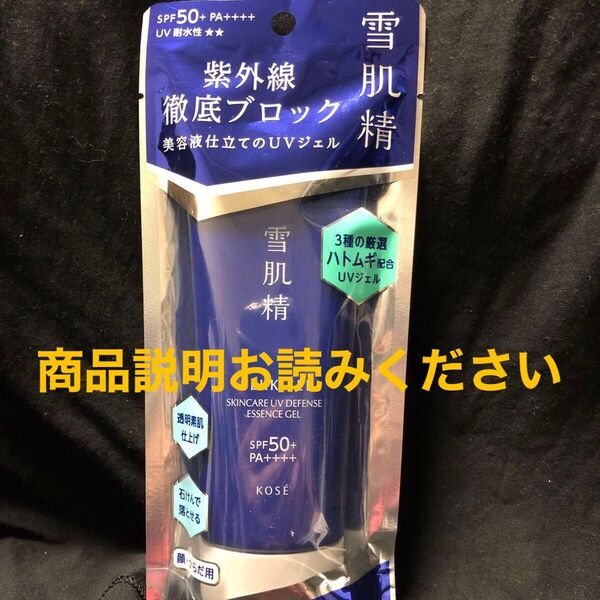 SPF50+ PA++++
UV 耐水性 ★★
雪肌精
紫外線
徹底ブロック
美容液仕立てのUVジェル
3種の厳選
ハトムギ配合
UVジェル
雪肌精
商品説明お読みください
SKINCARE UV DEFENSE
ESSENCE GEL
SPF50+
PA++++
KOSÉ
透明素肌
仕上げ
石けんで
落とせる